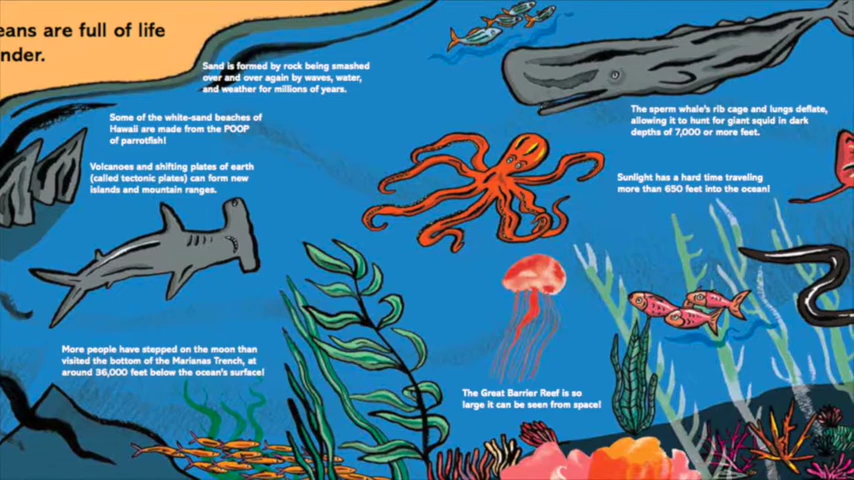 eans are full of life
nder.
Sand is formed by rock being smashed
over and over again by waves, water,
and weather for millions of years.
Some of the white-sand beaches of
Hawaii are made from the POOP
of parrotfish!
Volcanoes and shifting plates of earth
(called tectonic plates) can form new
islands and mountain ranges.
The sperm whale's rib cage and lungs deflate,
allowing it to hunt for giant squid in dark
depths of 7,000 or more feet.
Sunlight has a hard time traveling
more than 650 feet into the ocean!
More people have stepped on the moon than
visited the bottom of the Marianas Trench, at
around 36,000 feet below the ocean's surface!
The Great Barrier Reef is so
large it can be seen from space!